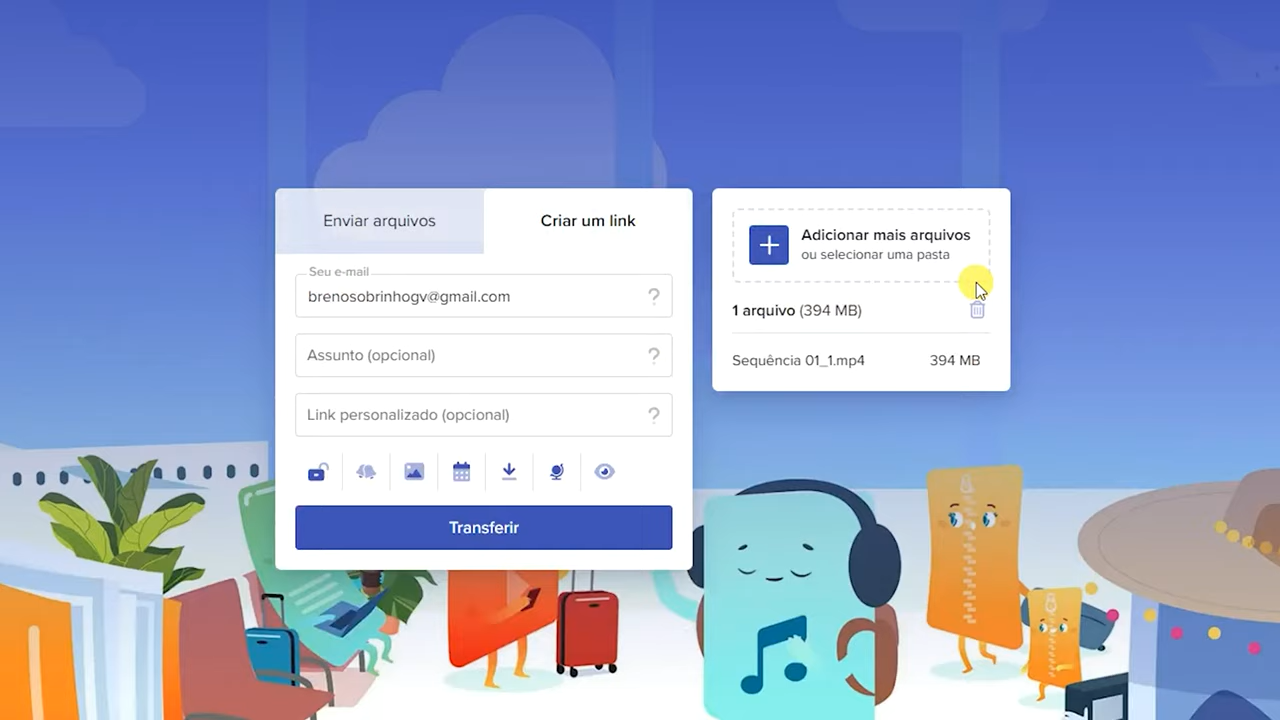 Enviar arquivos
Criar um link
Seu e-mail
brenosobrinhogv@gmail.com
?
Assunto (opcional)
?
Link personalizado (opcional)
?
Transferir
Adicionar mais arquivos
ou selecionar uma pasta
1 arquivo (394 MB)
Sequência 01_1.mp4 394 MB